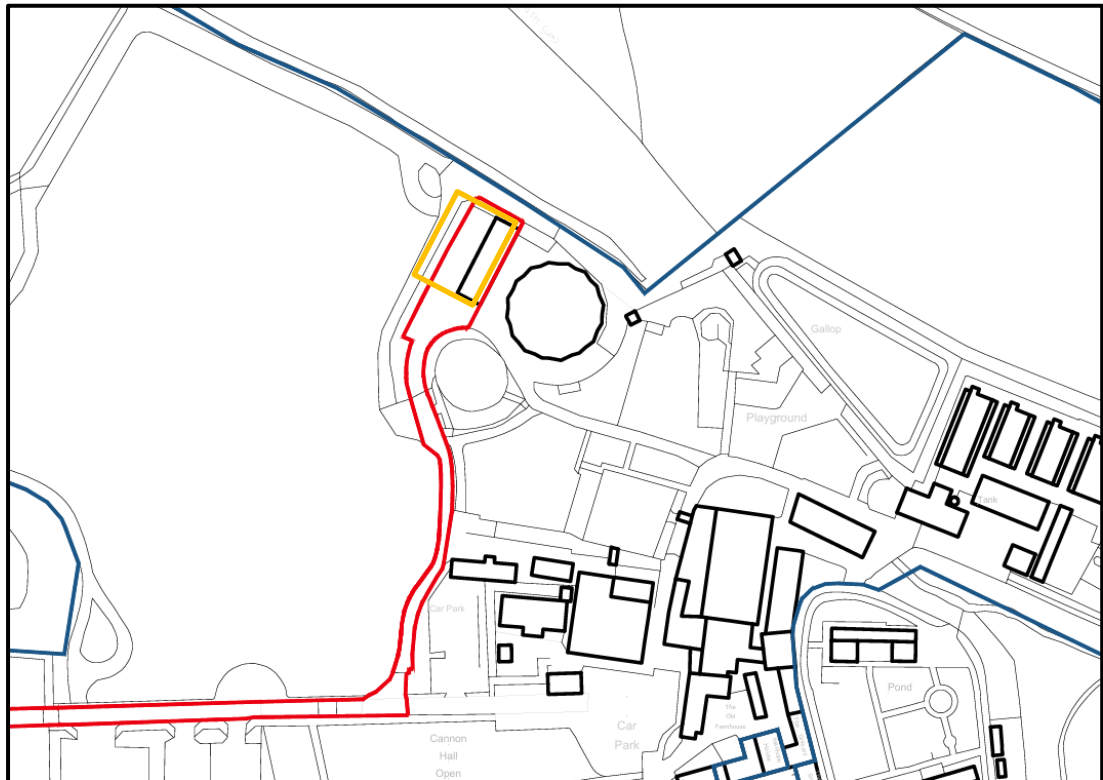 Gallop
Playground
Tank
Car Park
Pond
The
Old
Farmhouse
Car
Park
Cannon
Hall
Open